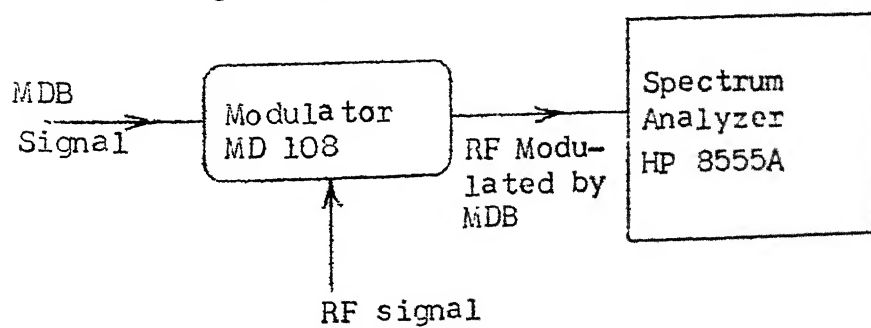 MDB
Signal
Modulator
MD 108
RF Modu-
lated by
MDB
Spectrum
Analyzer
HP 8555A
RF signal